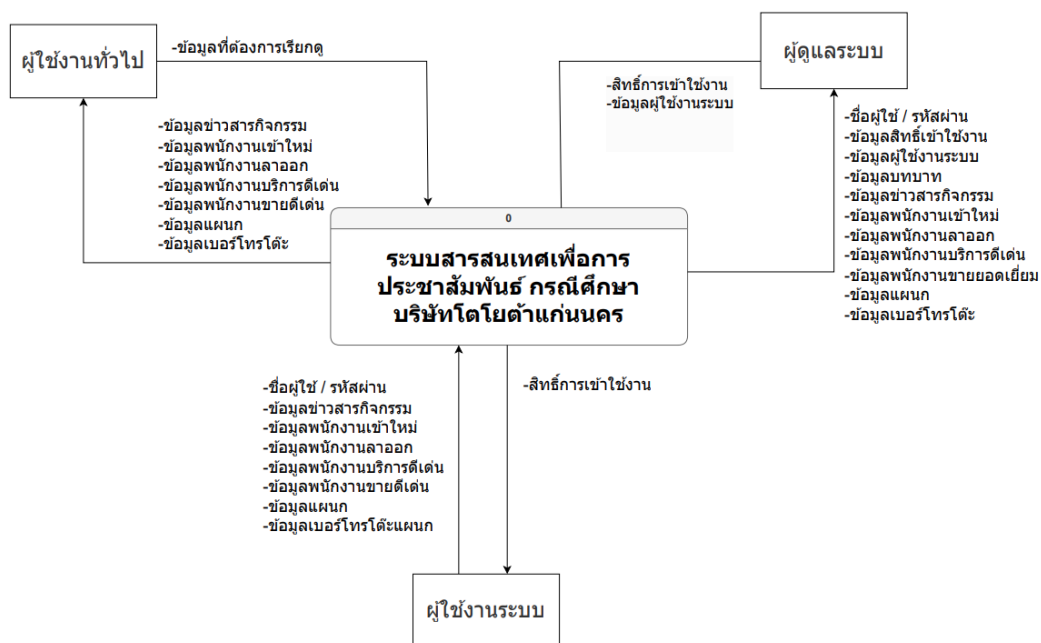 ผู้ใช้งานทั่วไป
-ข้อมูลที่ต้องการเรียกดู
ผู้ดูแลระบบ
-สิทธิ์การเข้าใช้งาน
-ข้อมูลผู้ใช้งานระบบ
-ข้อมูลข่าวสารกิจกรรม
-ข้อมูลพนักงานเข้าใหม่
-ข้อมูลพนักงานลาออก
-ข้อมูลพนักงานบริการดีเด่น
-ข้อมูลพนักงานขายดีเด่น
-ข้อมูลแผนก
-ข้อมูลเบอร์โทรโต๊ะ
-ชื่อผู้ใช้ / รหัสผ่าน
-ข้อมูลสิทธิ์เข้าใช้งาน
-ข้อมูลผู้ใช้งานระบบ
-ข้อมูลบทบาท
-ข้อมูลข่าวสารกิจกรรม
-ข้อมูลพนักงานเข้าใหม่
-ข้อมูลพนักงานลาออก
-ข้อมูลพนักงานบริการดีเด่น
-ข้อมูลพนักงานขายยอดเยี่ยม
-ข้อมูลแผนก
-ข้อมูลเบอร์โทรโต๊ะ
0
ระบบสารสนเทศเพื่อการ
ประชาสัมพันธ์ กรณีศึกษา
บริษัทโตโยต้าแก่นนคร
-ชื่อผู้ใช้ / รหัสผ่าน
-ข้อมูลข่าวสารกิจกรรม
-ข้อมูลพนักงานเข้าใหม่
-ข้อมูลพนักงานลาออก
-ข้อมูลพนักงานบริการดีเด่น
-ข้อมูลพนักงานขายดีเด่น
-ข้อมูลแผนก
-ข้อมูลเบอร์โทรโต๊ะแผนก
-สิทธิ์การเข้าใช้งาน
ผู้ใช้งานระบบ